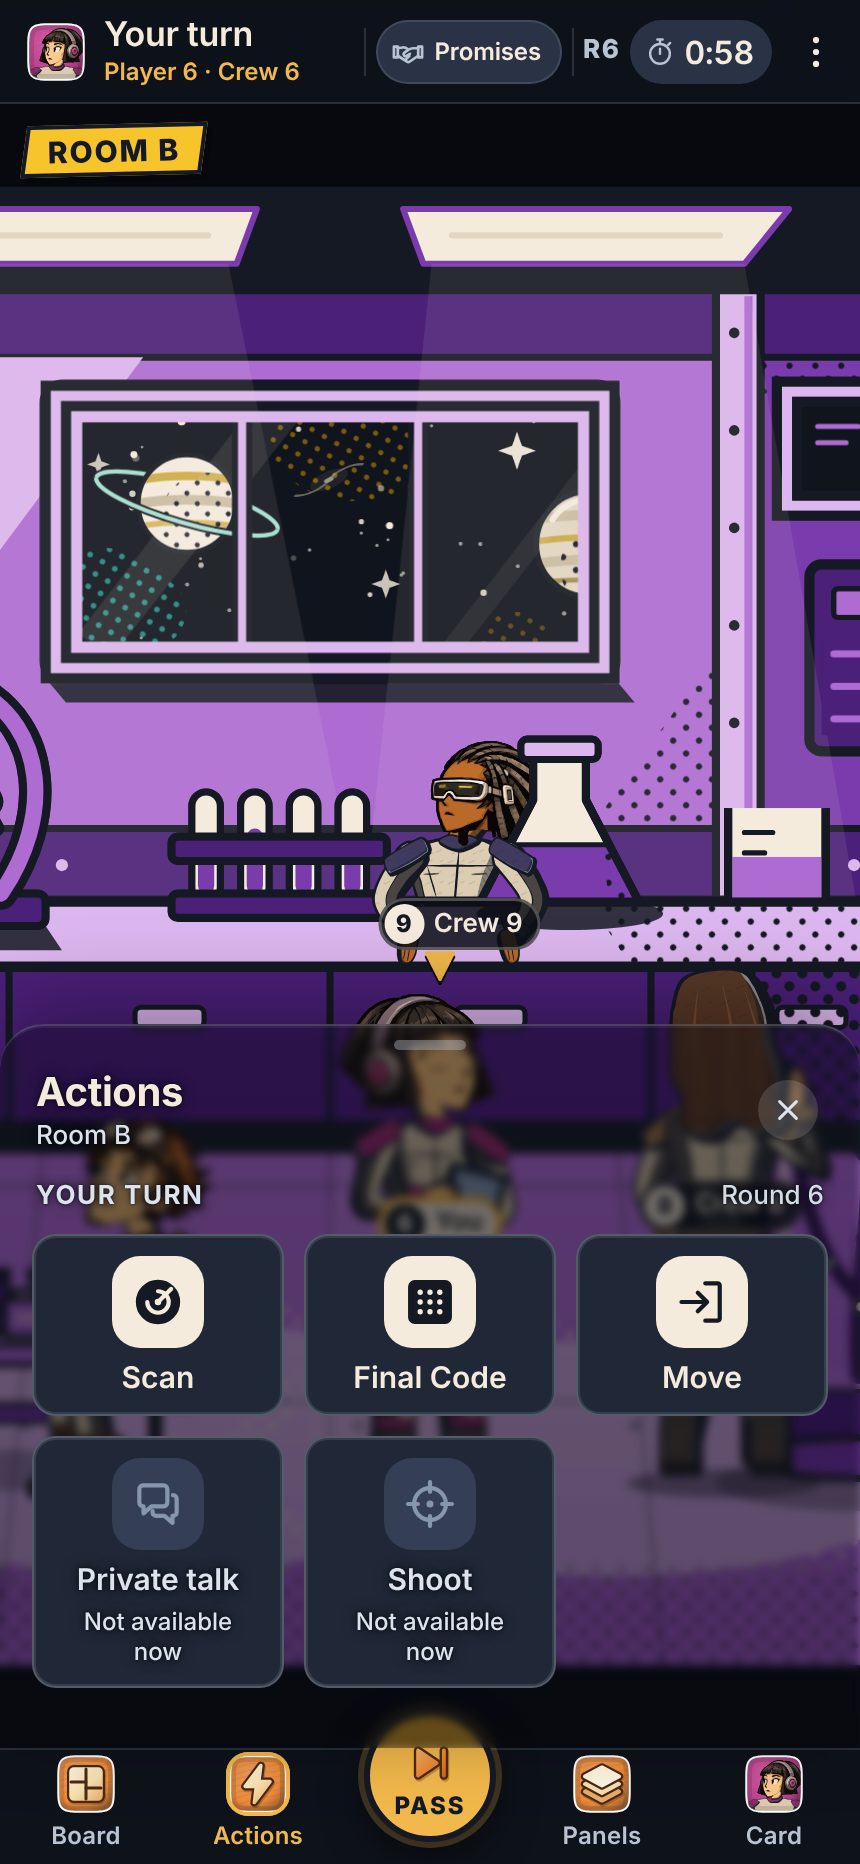 Your turn
Player 6 · Crew 6
Promises
R6
0:58
ROOM B
9 Crew 9
Actions
Room B
YOUR TURN
Round 6
Scan
Final Code
Move
Private talk
Not available
now
Shoot
Not available
now
PASS
Board
Actions
Panels
Card